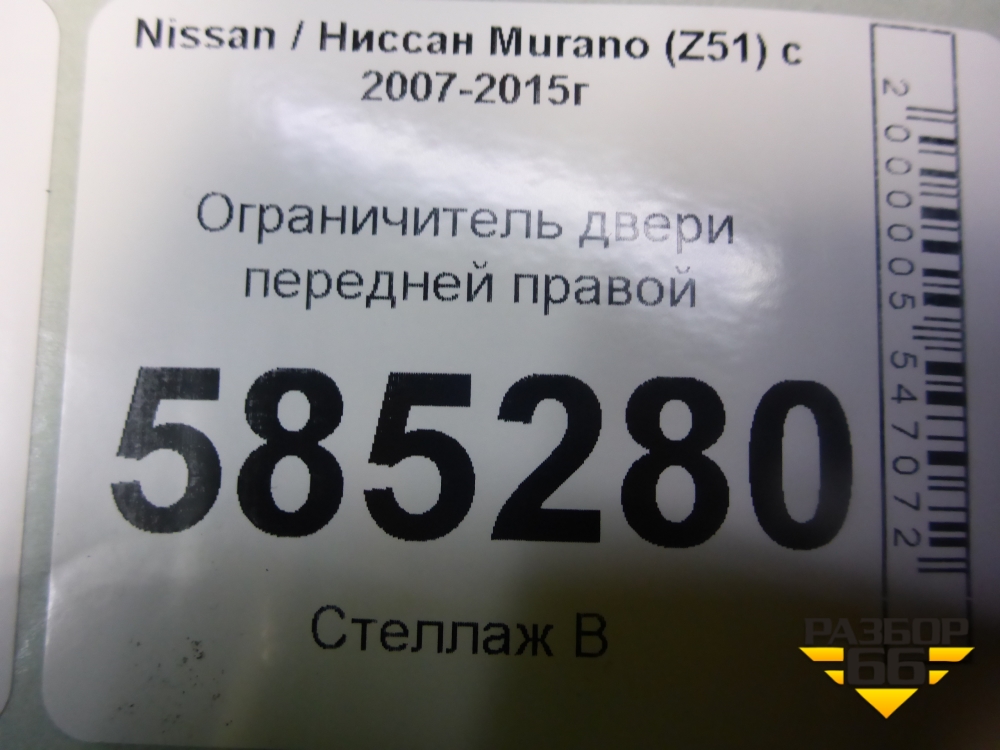 Nissan / Ниссан Murano (Z51) с
2007-2015г
Ограничитель двери
передней правой
585280
Стеллаж В
2000005547072
РАЗБОР
66